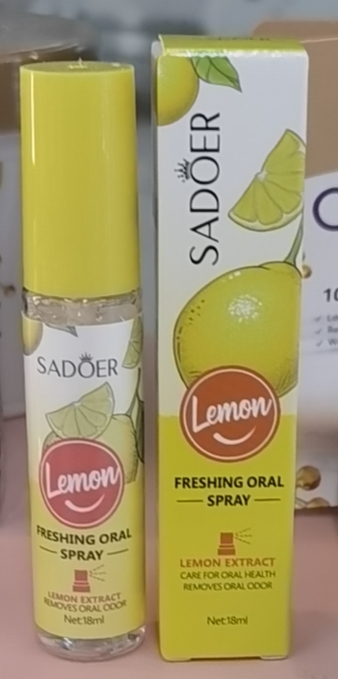 SADOER
Lemon
FRESHING ORAL
SPRAY
LEMON EXTRACT
REMOVES ORAL ODOR
Net:18ml
SADOER
Lemon
FRESHING ORAL
SPRAY
LEMON EXTRACT
CARE FOR ORAL HEALTH
REMOVES ORAL ODOR
Net:18ml